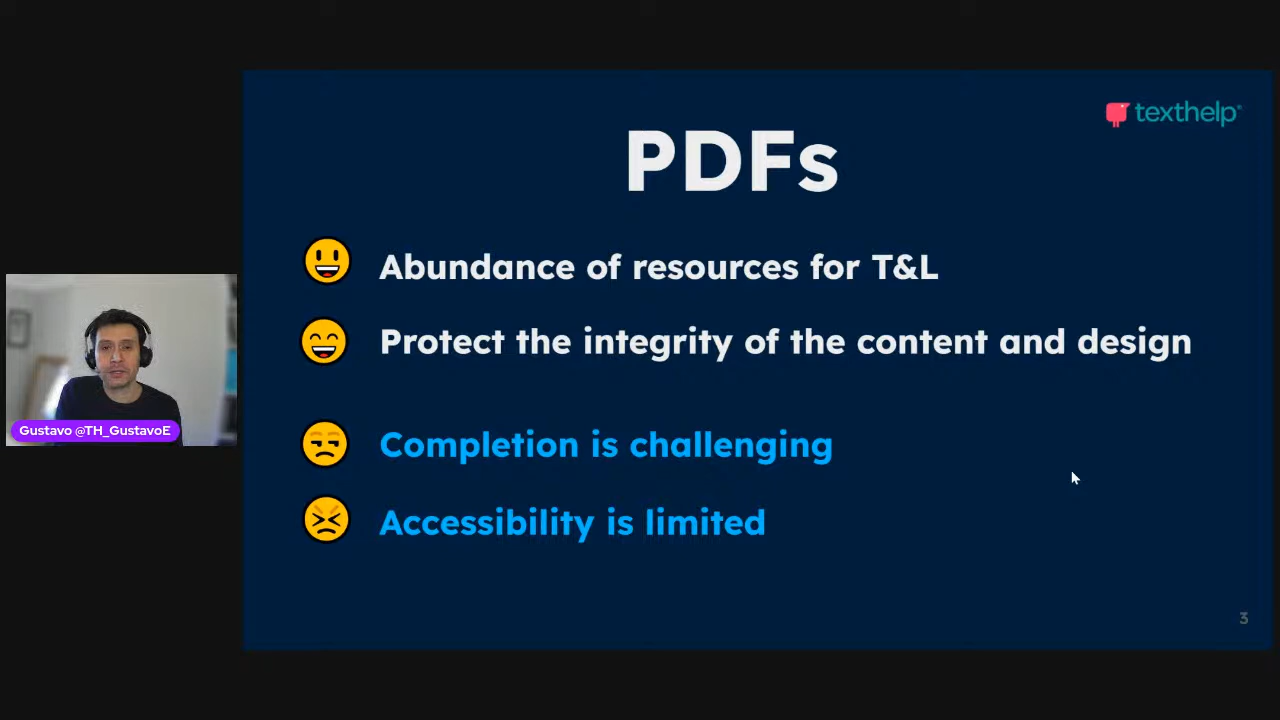 texthelp
PDFs
Abundance of resources for T&L
Protect the integrity of the content and design
Completion is challenging
Accessibility is limited
Gustavo @TH_GustavoE
3